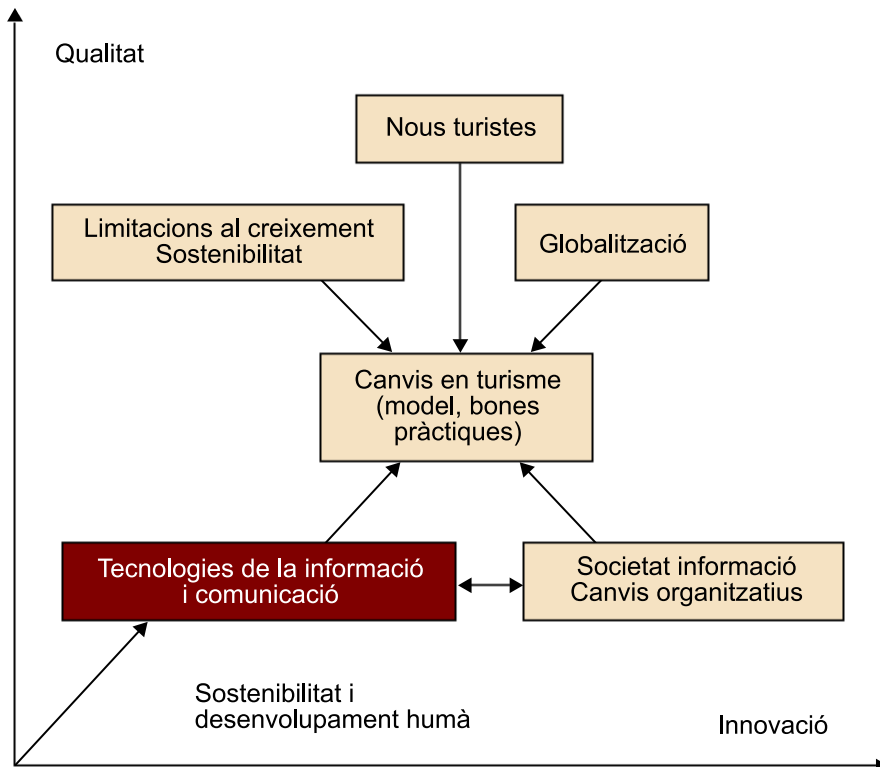 Qualitat
Nous turistes
Limitacions al creixement
Sostenibilitat
Globalització
Canvis en turisme
(model, bones
pràctiques)
Tecnologies de la informació
i comunicació
Societat informació
Canvis organitzatius
Sostenibilitat i
desenvolupament humà
Innovació